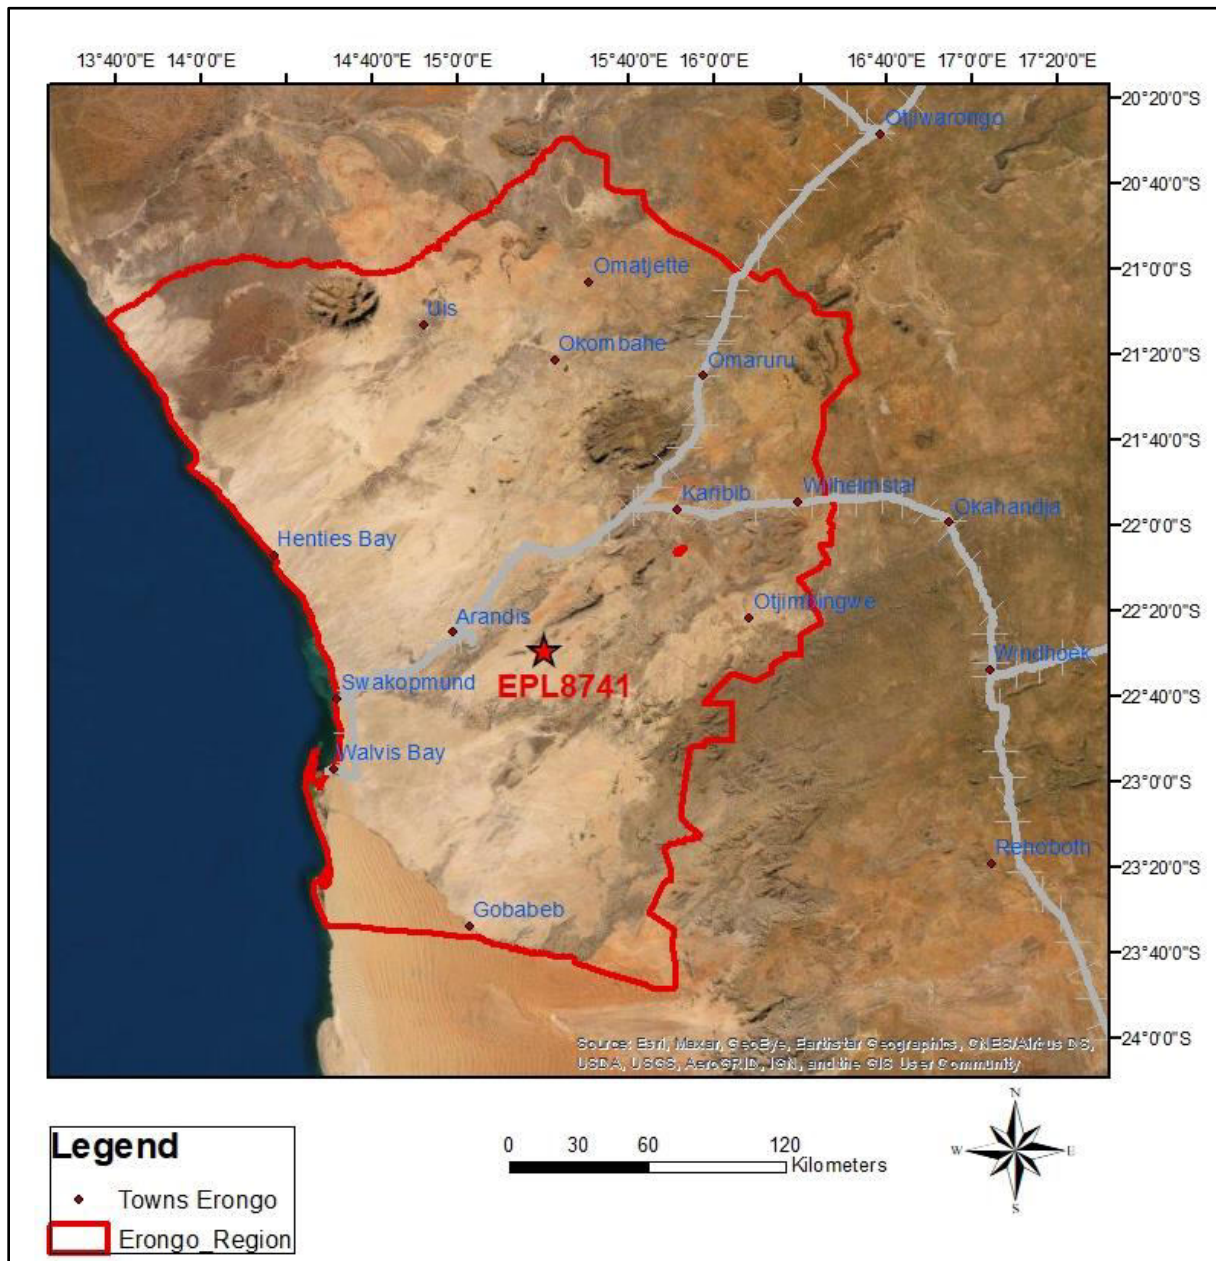 13°40'0"E 14°0'0"E 14°40'0"E 15°0'0"E 15°40'0"E 16°0'0"E 16°40'0"E 17°0'0"E 17°20'0"E
20°20'0"S
Otjiwarongo
20°40'0"S
21°0'0"S
Omatjette
Uis
21°20'0"S
Okombahe
Omaruru
21°40'0"S
Karibib
Wilhelmstal
Okahandja
22°0'0"S
Henties Bay
22°20'0"S
Otjimbingwe
Arandis
Windhoek
22°40'0"S
Swakopmund
EPL8741
Walvis Bay
23°0'0"S
Rehoboth
23°20'0"S
Gobabeb
23°40'0"S
24°0'0"S
Source: Esri, Maxar, GeoEye, Earthstar Geographics, CNES/Airbus DS,
USDA, USGS, AeroGRID, IGN, and the GIS User Community
Legend
Towns Erongo
Erongo_Region
0 30 60 120
Kilometers
N
W E
S